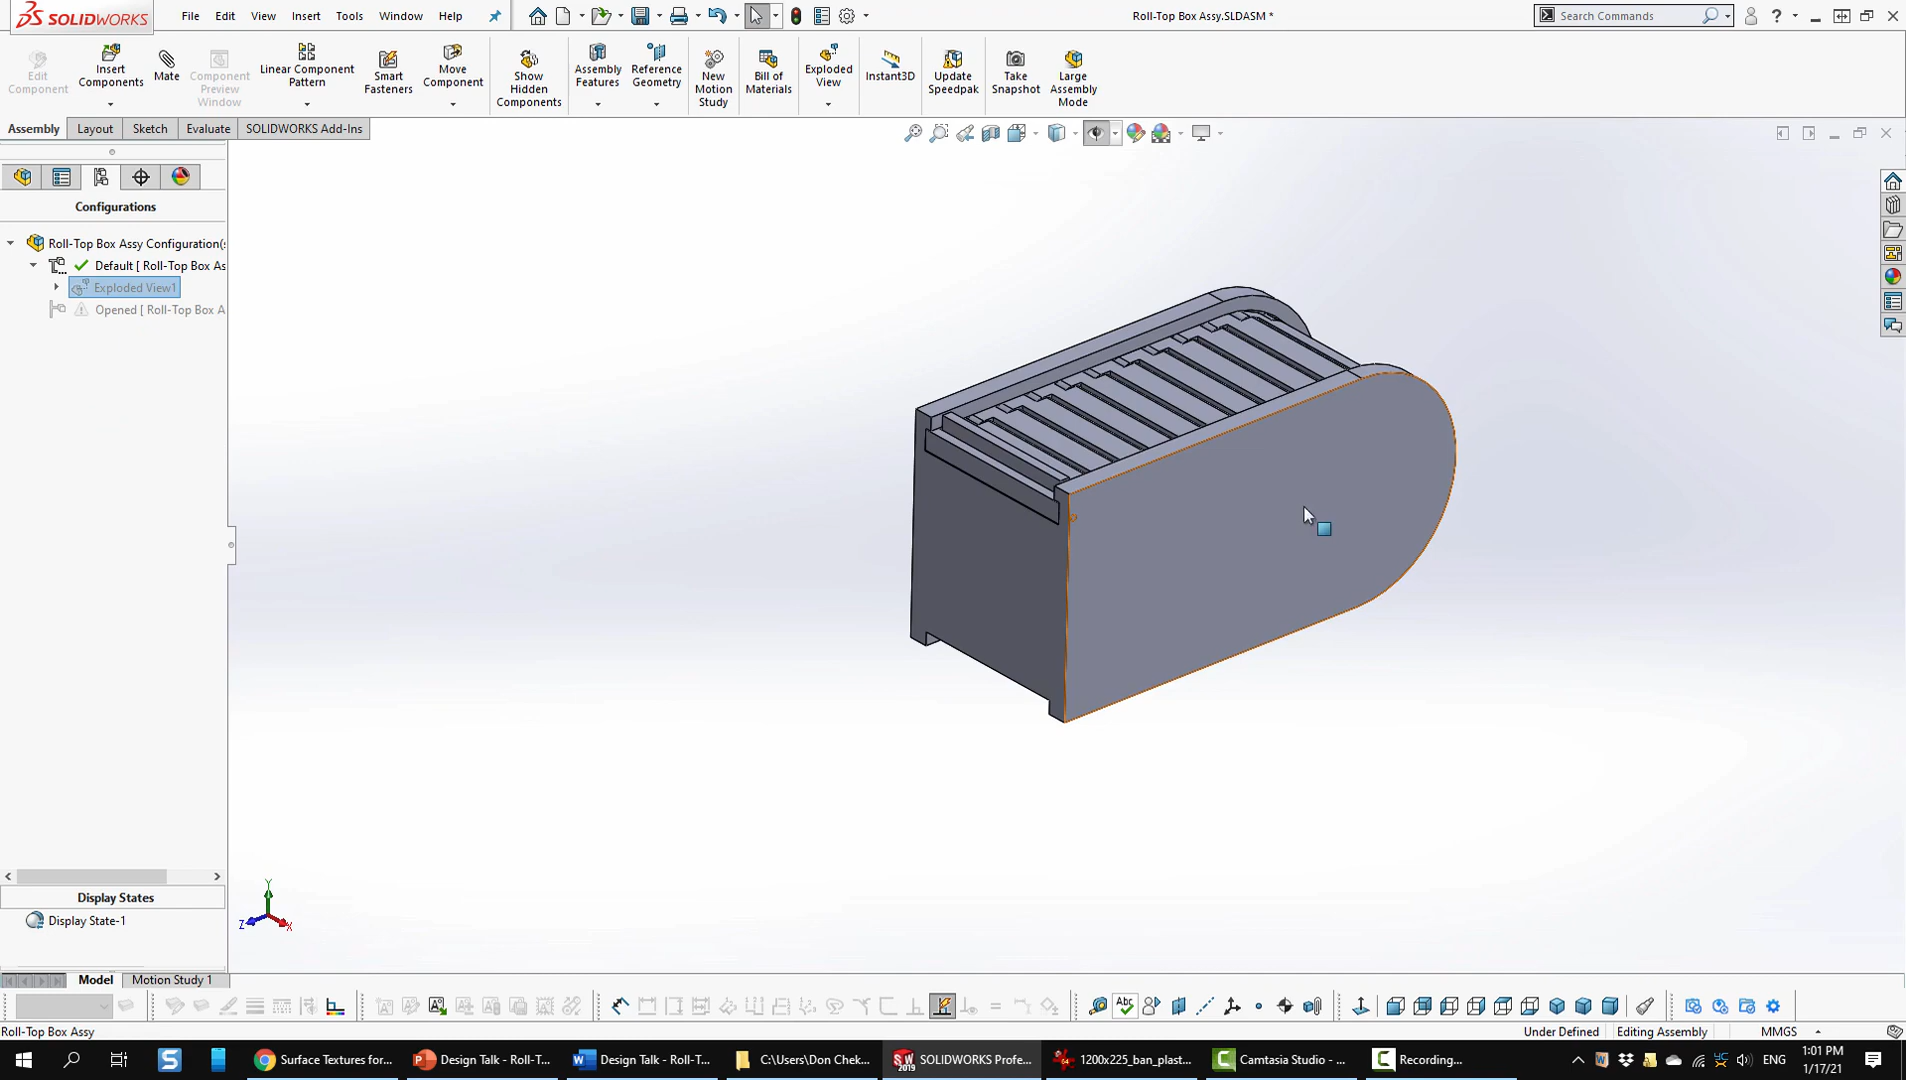 SOLIDWORKS File Edit View Insert Tools Window Help Roll-Top Box Assy.SLDASM * Search Commands
Edit Component
Insert Components
Mate
Component Preview Window
Linear Component Pattern
Smart Fasteners
Move Component
Show Hidden Components
Assembly Features
Reference Geometry
New Motion Study
Bill of Materials
Exploded View
Instant3D
Update Speedpak
Take Snapshot
Large Assembly Mode
Assembly Layout Sketch Evaluate SOLIDWORKS Add-Ins
Configurations
Roll-Top Box Assy Configuration(s
Default [ Roll-Top Box As
Exploded View1
Opened [ Roll-Top Box A
Y
Z X
Display States
Display State-1
Model Motion Study 1
Abc
Roll-Top Box Assy Under Defined Editing Assembly MMGS
Surface Textures for... Design Talk - Roll-T... Design Talk - Roll-T... C:\Users\Don Chek... SOLIDWORKS Profe... 1200x225_ban_plast... Camtasia Studio - ... Recording... ENG
1:01 PM
1/17/21